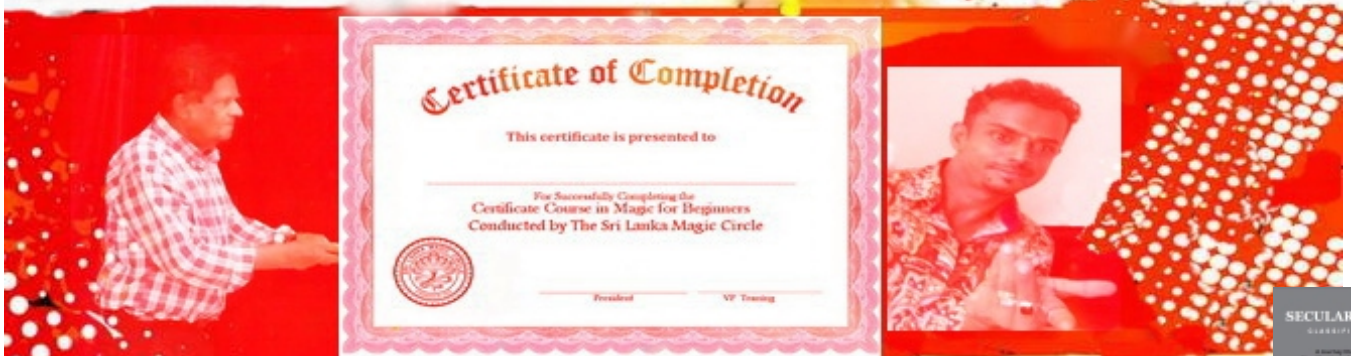 Certificate of Completion
This certificate is presented to
For Successfully Completing the
Certificate Course in Magic for Beginners
Conducted by The Sri Lanka Magic Circle
President VP Training
SECULAR
CLASSIFI